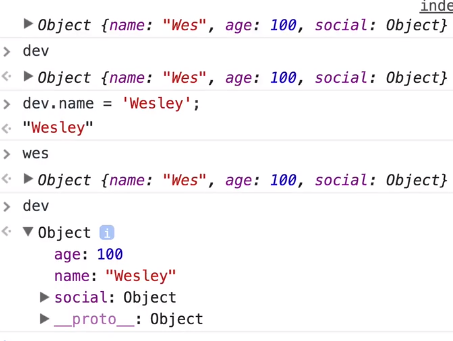 inde
▶ Object {name: "Wes", age: 100, social: Object}
> dev
▶ Object {name: "Wes", age: 100, social: Object}
> dev.name = 'Wesley';
"Wesley"
> wes
▶ Object {name: "Wes", age: 100, social: Object}
> dev
▼ Object i
age: 100
name: "Wesley"
▶ social: Object
▶ __proto__: Object